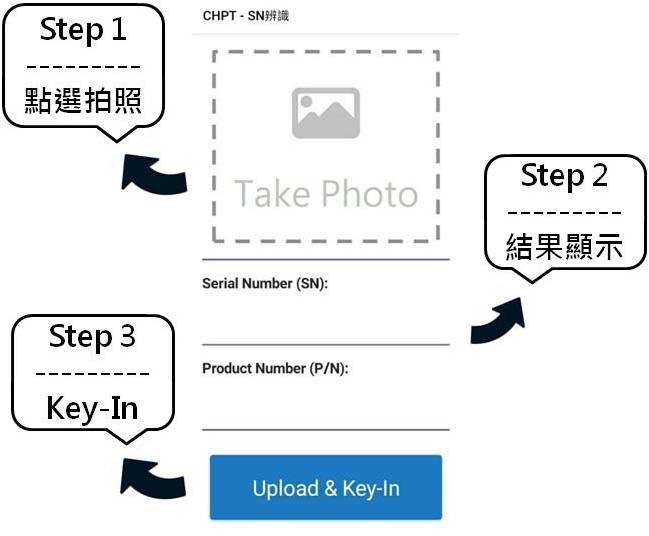 CHPT - SN辨識
Step 1
---------
點選拍照
Take Photo
Step 2
---------
結果顯示
Serial Number (SN):
Product Number (P/N):
Step 3
---------
Key-In
Upload & Key-In